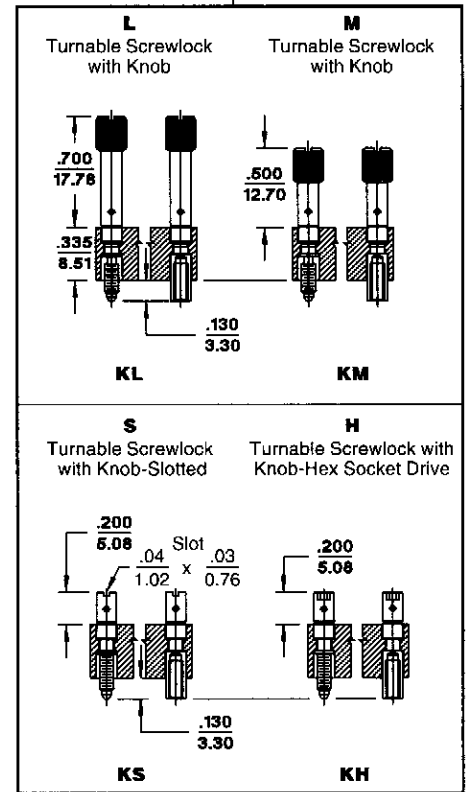 L
Turnable Screwlock
with Knob
M
Turnable Screwlock
with Knob
.700
17.78
.335
8.51
.130
3.30
.500
12.70
KL
KM
S
Turnable Screwlock
with Knob-Slotted
H
Turnable Screwlock with
Knob-Hex Socket Drive
.200
5.08
Slot
.04 x .03
1.02 0.76
.200
5.08
.130
3.30
KS
KH